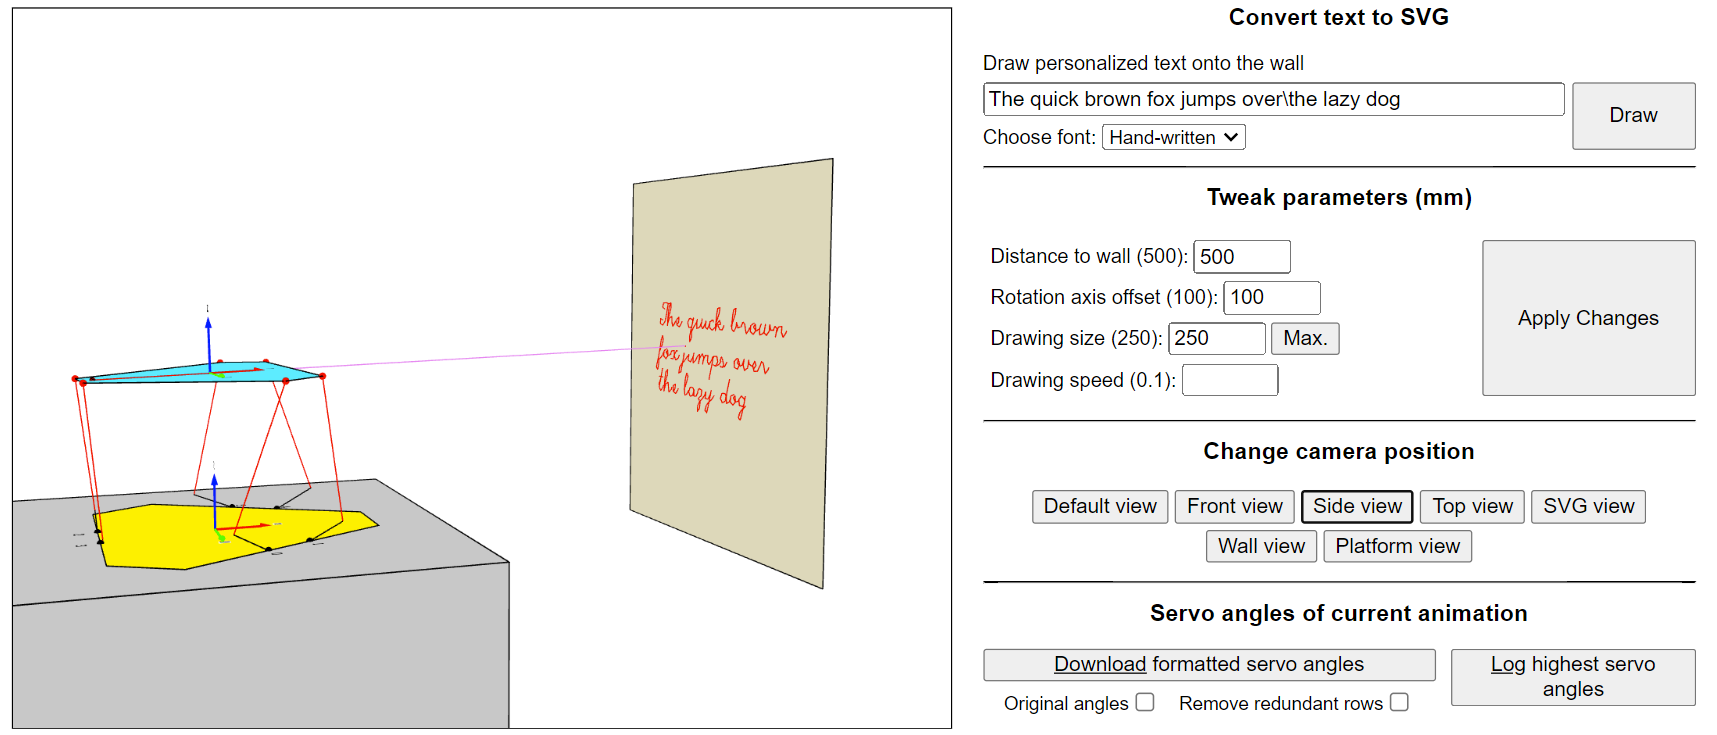 The quick brown
fox jumps over
the lazy dog
Convert text to SVG
Draw personalized text onto the wall
The quick brown fox jumps over\the lazy dog
Draw
Choose font: Hand-written
Tweak parameters (mm)
Distance to wall (500): 500
Rotation axis offset (100): 100
Drawing size (250): 250 Max.
Drawing speed (0.1):
Apply Changes
Change camera position
Default view Front view Side view Top view SVG view
Wall view Platform view
Servo angles of current animation
Download formatted servo angles
Log highest servo
angles
Original angles Remove redundant rows